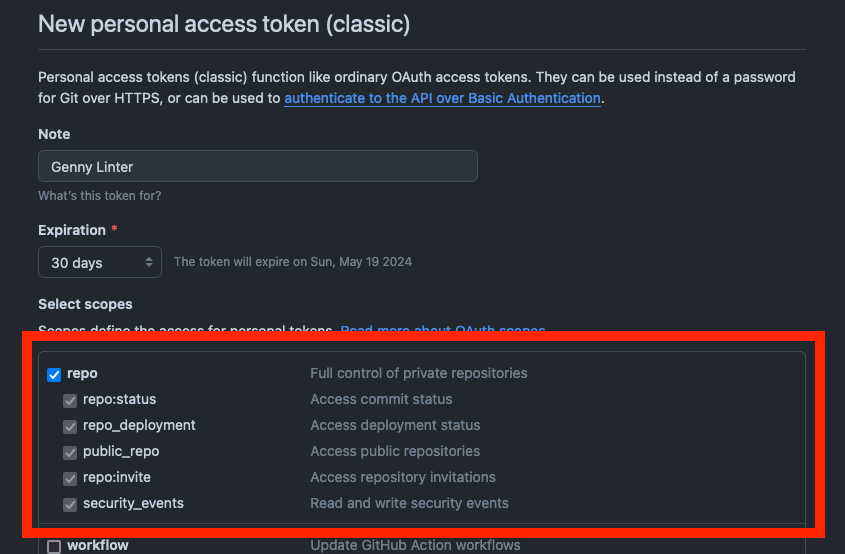 New personal access token (classic)
Personal access tokens (classic) function like ordinary OAuth access tokens. They can be used instead of a password
for Git over HTTPS, or can be used to authenticate to the API over Basic Authentication.
Note
Genny Linter
What's this token for?
Expiration *
30 days The token will expire on Sun, May 19 2024
Select scopes
Scopes define the access for personal tokens. Read more about OAuth scopes.
repo Full control of private repositories
repo:status Access commit status
repo_deployment Access deployment status
public_repo Access public repositories
repo:invite Access repository invitations
security_events Read and write security events
workflow Update GitHub Action workflows